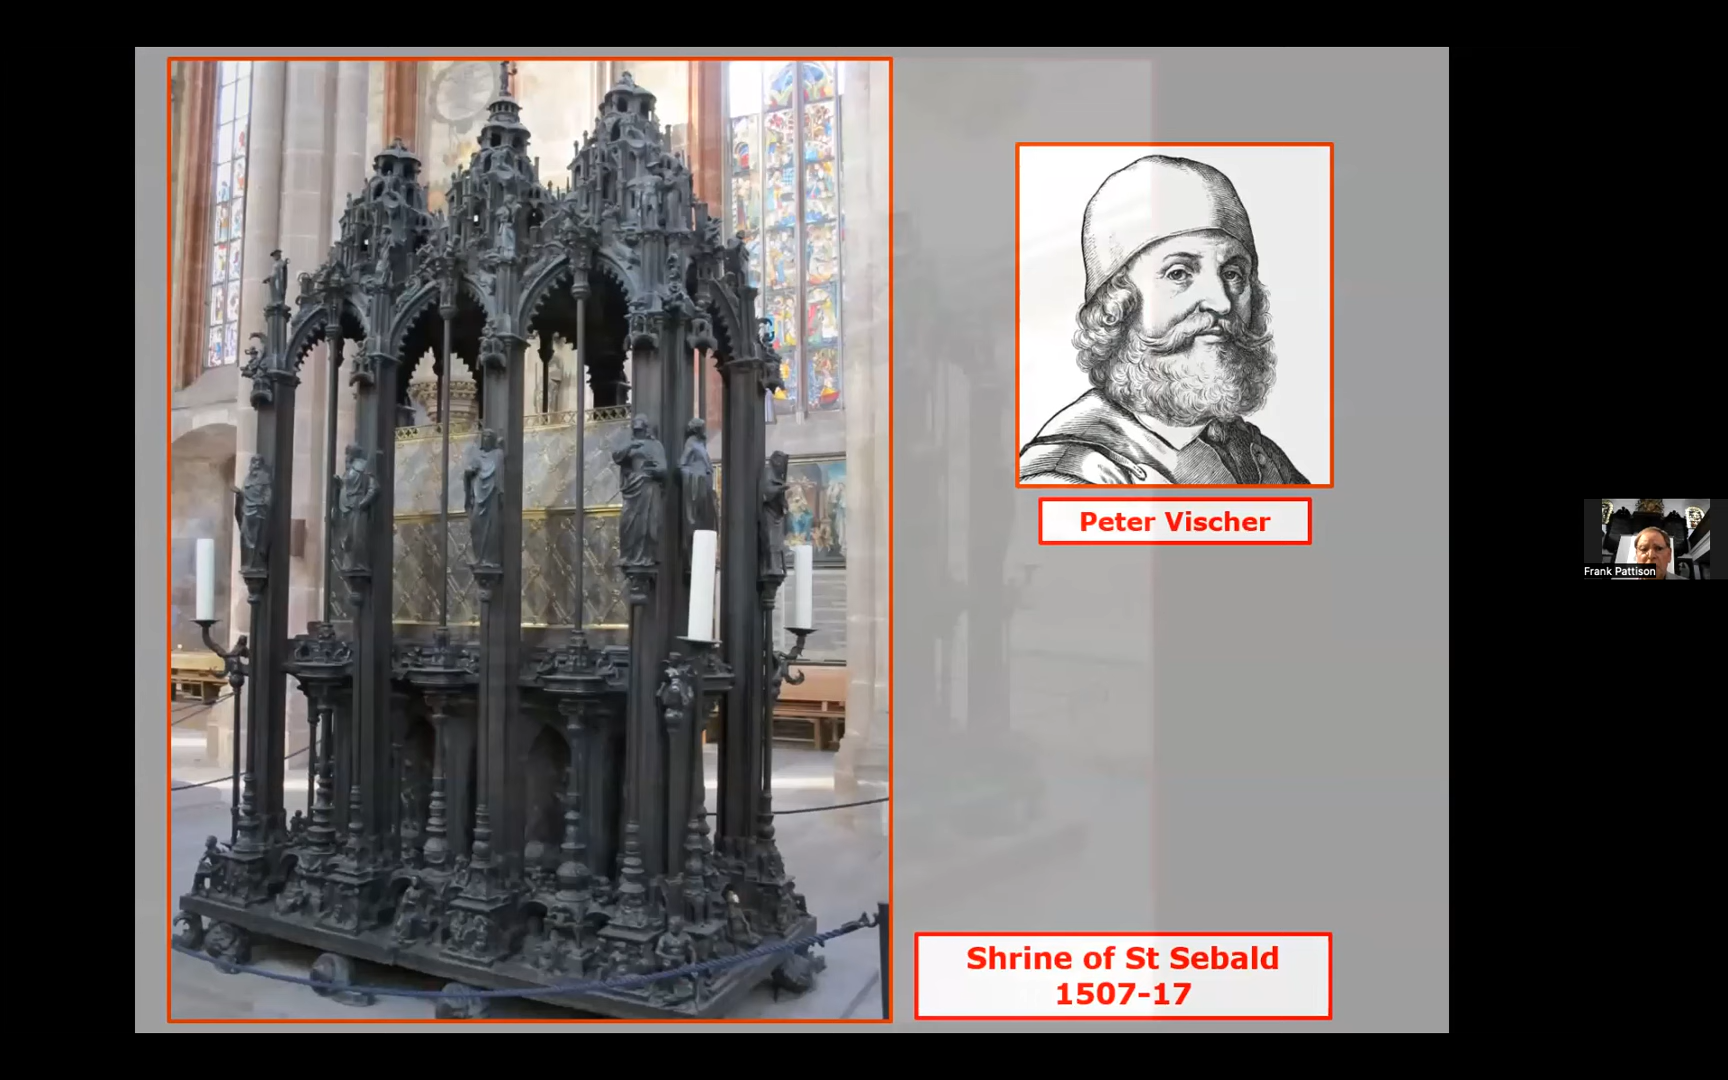 Peter Vischer
Frank Pattison
Shrine of St Sebald
1507-17